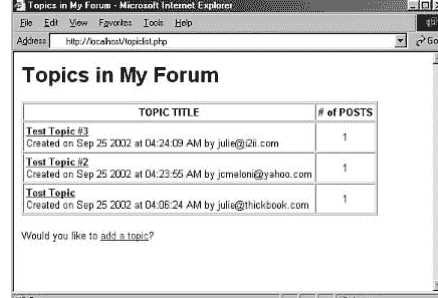 Topics in My Forum - Microsoft Internet Explorer
File Edit View Favorites Tools Help
Address http://localhost/topiclist.php Go
Topics in My Forum
TOPIC TITLE # of POSTS
Test Topic #3
Created on Sep 25 2002 at 04:24:09 AM by julie@i2ii.com 1
Test Topic #2
Created on Sep 25 2002 at 04:23:55 AM by jcmeloni@yahoo.com 1
Test Topic
Created on Sep 25 2002 at 04:06:24 AM by julie@thickbook.com 1
Would you like to add a topic?